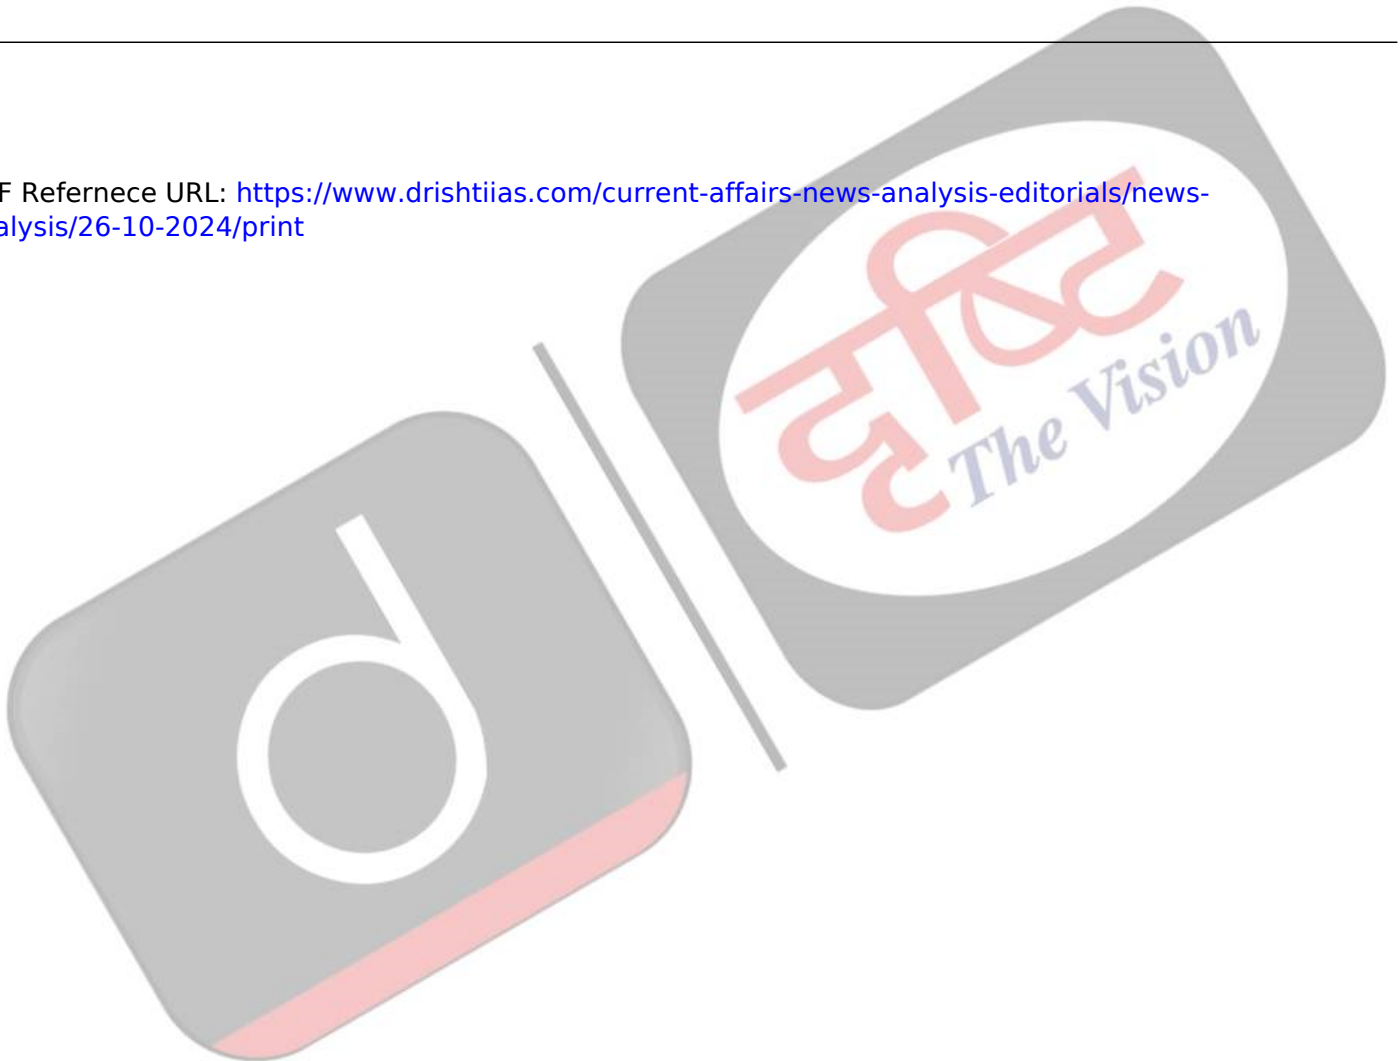 F Refernece URL: https://www.drishtiias.com/current-affairs-news-analysis-editorials/news-
alysis/26-10-2024/print
दृष्टि
The Vision
d